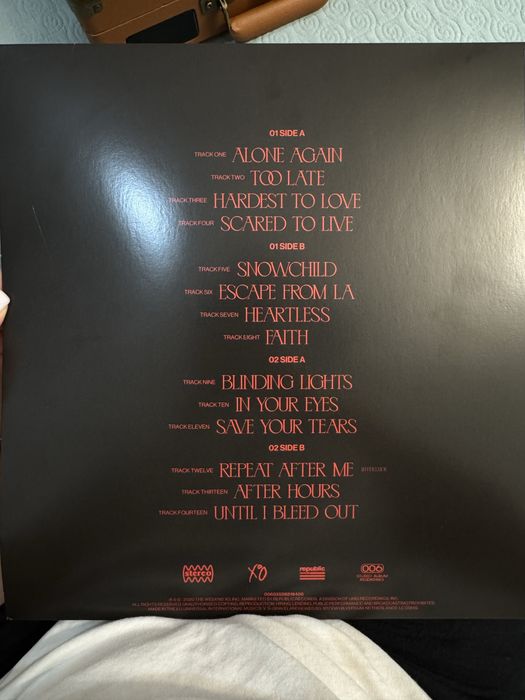 01 SIDE A
TRACK ONE ALONE AGAIN
TRACK TWO TOO LATE
TRACK THREE HARDEST TO LOVE
TRACK FOUR SCARED TO LIVE
01 SIDE B
TRACK FIVE SNOWCHILD
TRACK SIX ESCAPE FROM LA
TRACK SEVEN HEARTLESS
TRACK EIGHT FAITH
02 SIDE A
TRACK NINE BLINDING LIGHTS
TRACK TEN IN YOUR EYES
TRACK ELEVEN SAVE YOUR TEARS
02 SIDE B
TRACK TWELVE REPEAT AFTER ME INTERLUDE
TRACK THIRTEEN AFTER HOURS
TRACK FOURTEEN UNTIL I BLEED OUT
stereo XO republic 006